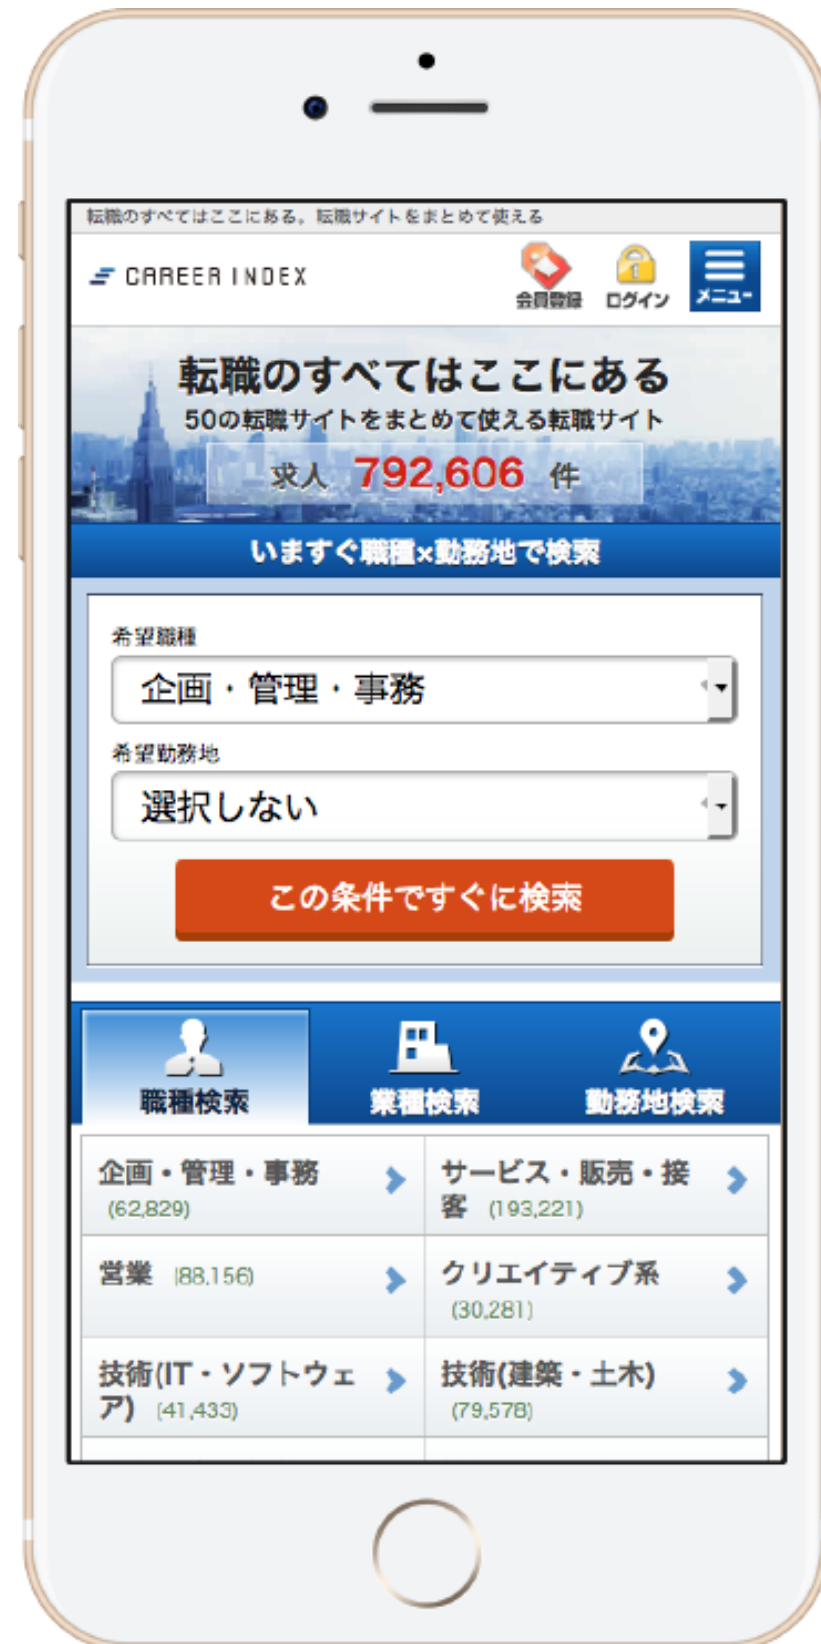 転職のすべてはここにある。転職サイトをまとめて使える
CAREER INDEX
会員登録
ログイン
メニュー
転職のすべてはここにある
50の転職サイトをまとめて使える転職サイト
求人 792,606 件
いますぐ職種×勤務地で検索
希望職種
企画・管理・事務
希望勤務地
選択しない
この条件ですぐに検索
職種検索
業種検索
勤務地検索
企画・管理・事務
(62,829)
サービス・販売・接
客 (193,221)
営業 (88,156)
クリエイティブ系
(30,281)
技術(IT・ソフトウェ
ア) (41,433)
技術(建築・土木)
(79,578)